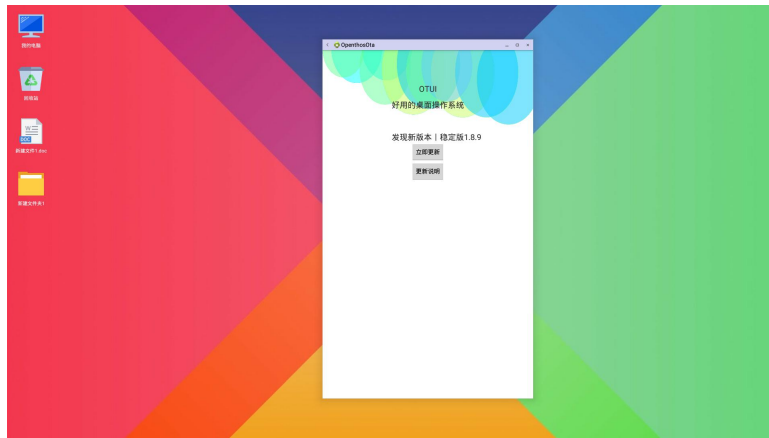 我的电脑
回收站
DOC
新建文件1.doc
新建文件夹1
OpenthosOta
OTUI
好用的桌面操作系统
发现新版本丨稳定版1.8.9
立即更新
更新说明